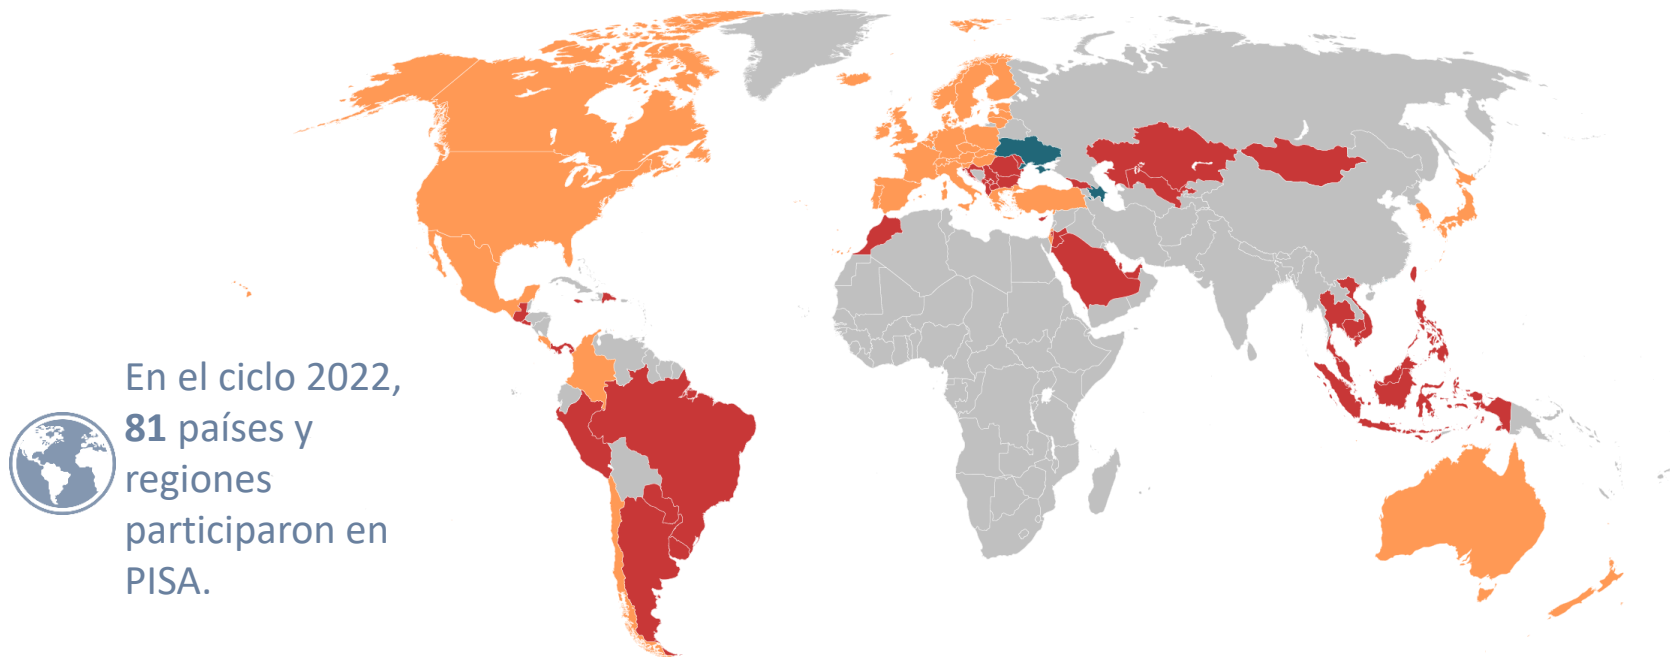 En el ciclo 2022,
81 países y
regiones
participaron en
PISA.